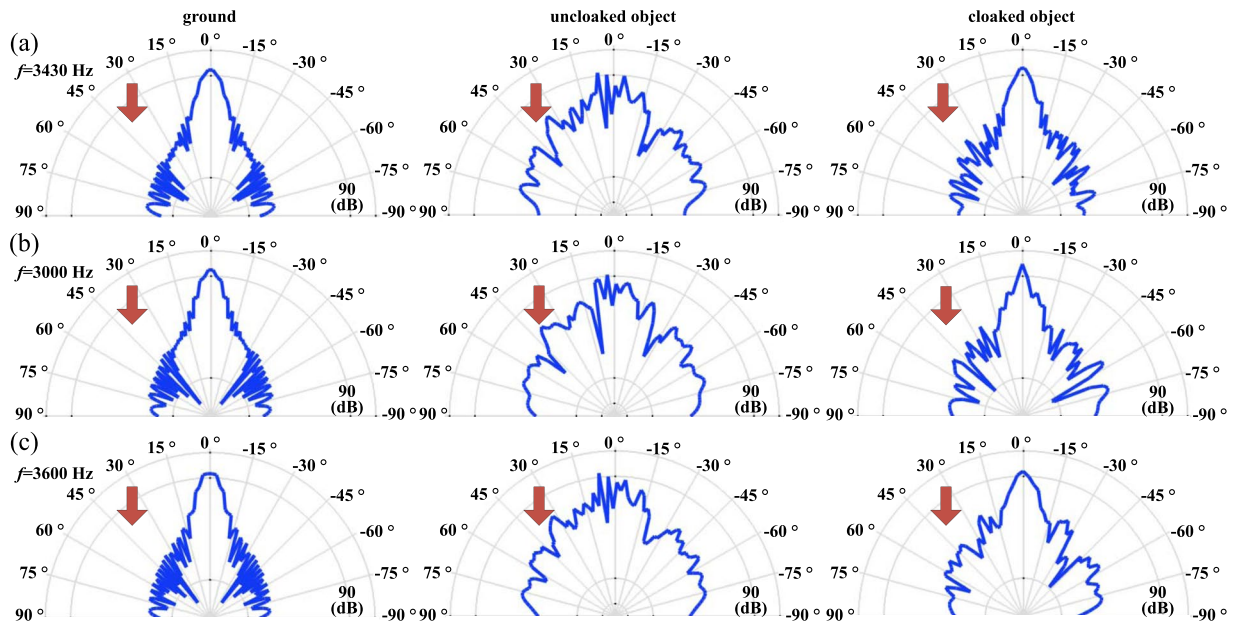 ground uncloaked object cloaked object
(a)
f=3430 Hz
0 ° 15 ° -15 ° 30 ° -30 ° 45 ° -45 ° 60 ° -60 ° 75 ° -75 ° 90 ° 90 (dB) -90 °
0 ° 15 ° -15 ° 30 ° -30 ° 45 ° -45 ° 60 ° -60 ° 75 ° -75 ° 90 ° 90 (dB) -90 °
0 ° 15 ° -15 ° 30 ° -30 ° 45 ° -45 ° 60 ° -60 ° 75 ° -75 ° 90 ° 90 (dB) -90 °
(b)
f=3000 Hz
0 ° 15 ° -15 ° 30 ° -30 ° 45 ° -45 ° 60 ° -60 ° 75 ° -75 ° 90 ° 90 (dB) -90 °
0 ° 15 ° -15 ° 30 ° -30 ° 45 ° -45 ° 60 ° -60 ° 75 ° -75 ° 90 ° 90 (dB) -90 °
0 ° 15 ° -15 ° 30 ° -30 ° 45 ° -45 ° 60 ° -60 ° 75 ° -75 ° 90 ° 90 (dB) -90 °
(c)
f=3600 Hz
0 ° 15 ° -15 ° 30 ° -30 ° 45 ° -45 ° 60 ° -60 ° 75 ° -75 ° 90 ° 90 (dB) -90 °
0 ° 15 ° -15 ° 30 ° -30 ° 45 ° -45 ° 60 ° -60 ° 75 ° -75 ° 90 ° 90 (dB) -90 °
0 ° 15 ° -15 ° 30 ° -30 ° 45 ° -45 ° 60 ° -60 ° 75 ° -75 ° 90 ° 90 (dB) -90 °